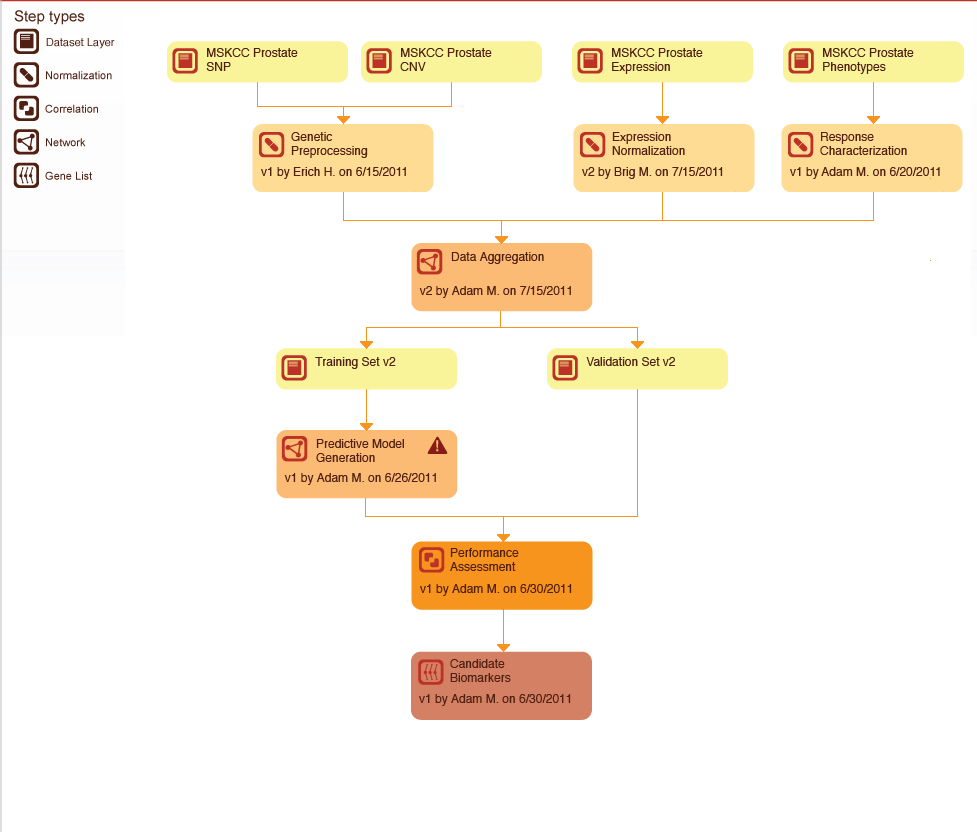 Step types
Dataset Layer
Normalization
Correlation
Network
Gene List
MSKCC Prostate
SNP
MSKCC Prostate
CNV
MSKCC Prostate
Expression
MSKCC Prostate
Phenotypes
Genetic
Preprocessing
v1 by Erich H. on 6/15/2011
Expression
Normalization
v2 by Brig M. on 7/15/2011
Response
Characterization
v1 by Adam M. on 6/20/2011
Data Aggregation
v2 by Adam M. on 7/15/2011
Training Set v2
Validation Set v2
Predictive Model
Generation
v1 by Adam M. on 6/26/2011
Performance
Assessment
v1 by Adam M. on 6/30/2011
Candidate
Biomarkers
v1 by Adam M. on 6/30/2011